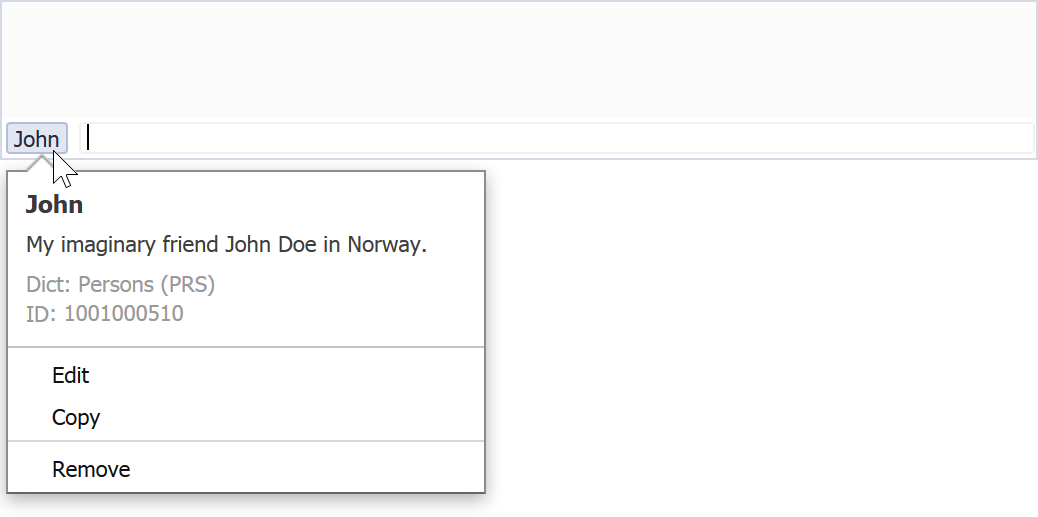 John
John
My imaginary friend John Doe in Norway.
Dict: Persons (PRS)
ID: 1001000510
Edit
Copy
Remove